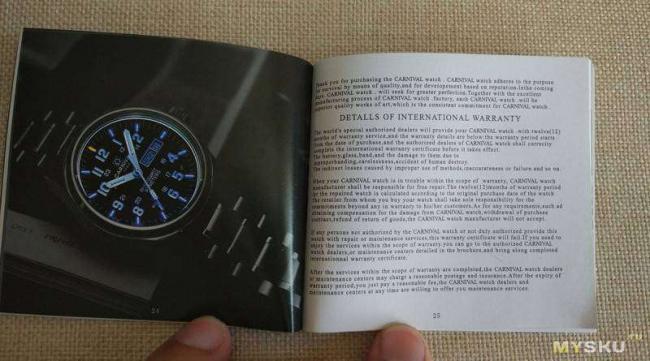 24
Thank you for purchasing the CARNIVAL watch . CARNIVAL watch adheres to the purpose
to survival by means of quality,and for developement based on reputation.Inthe coming
days, CARNIVAL watch , will seek for greater perfection.Together with the excellent
manufacturing process of CARNIVAL watch .factory, each CARNIVAL watch .will be
superior quality works of art,which is the consistent commitment for CARNIVAL watch.
DETALLS OF INTERNATIONAL WARRANTY
The world's special authorized dealers will provide your CARNIVAL watch .with twelve(12)
months of warranty service,and the warranty details are below the warranty period starts
from the date of purchase,and the authorized dealers of CARNIVAL watch shall correctly
complete the international warranty certificate before it takes effect.
The battery,glass,band,and the damage to them due to
improperhanding,carelessness,accident of human destroy.
The indirect losses caused by improper use of methods,inaccurateness or failure and so on.
When your CARNIVAL watch is in trouble within the scope of warranty, CARNIVAL watch
manufacturer shall be responsible for free repair.The twelve(12)months of warranty period
for the repaired watch is calculated according to the original purchase date of the watch
The retailer from whom you buy your watch shall take sole responsibility for the
commitments beyond any in warranty to his/her customers.As for any requirements,such ad
obtaining compensation for the damage from CARNIVAL watch,withdrawal of purchase
contract,refund of return of goods,the CARNIVAL watch manufacturer will not accept.
If any persons not authorized by the CARNIVAL watch or not duly authorized provide this
watch with repair or maintenance services,this warranty certificate will fail.If you need to
enjoy the services within the scope of warranty,you can go to the authorized CARNIVAL
watch dealers,or maintenance centers detailed in the brochure,and bring along completed
internationnal warranty certificate.
After the services within the scope of warranty are completed,the CARNIVAL watch dealers
or maintenance centers may charge a reasonable postage and insurance.After the expiry of
warranty period,you just pay a reasonable fee,the CARNIVAL watch dealers and
maintenance centers at any time are willing to offer you maintenance services.
25
MYSKU.ru